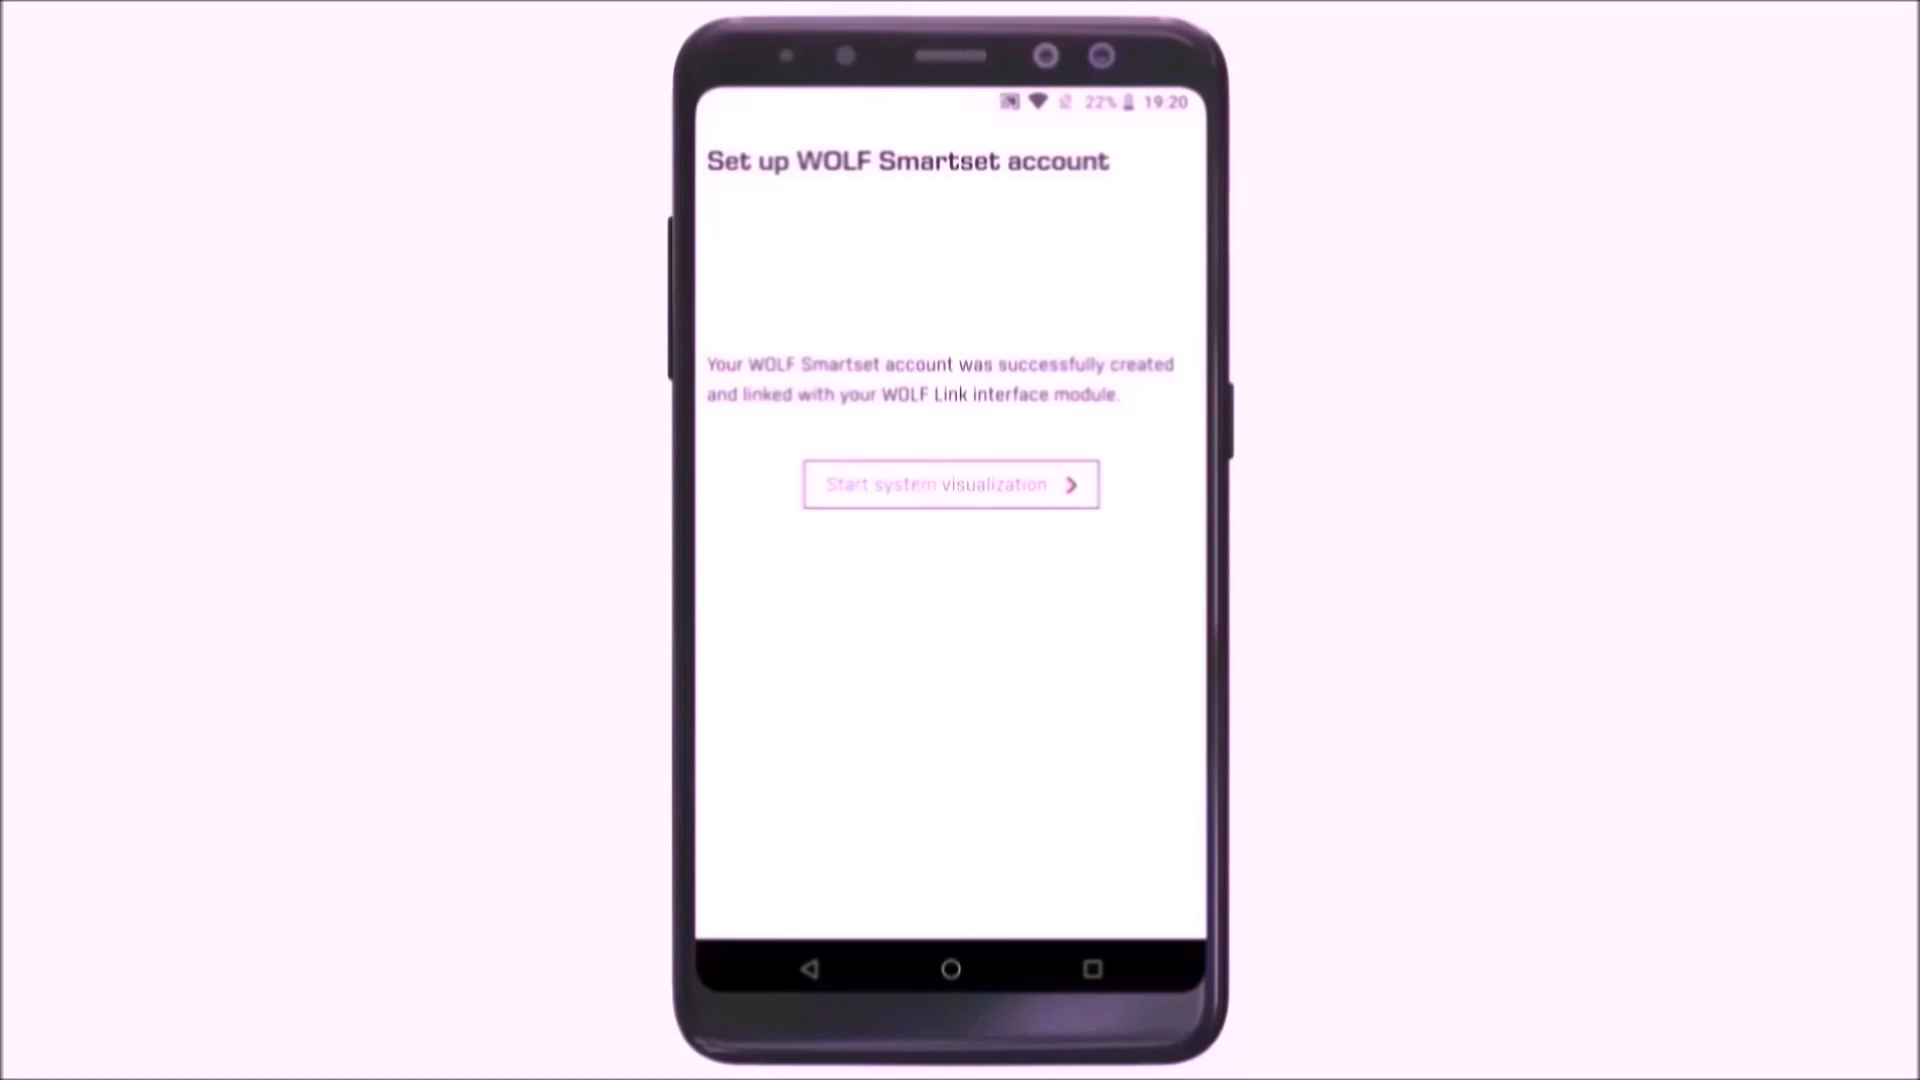 22% 19:20
Set up WOLF Smartset account
Your WOLF Smartset account was successfully created
and linked with your WOLF Link interface module.
Start system visualization